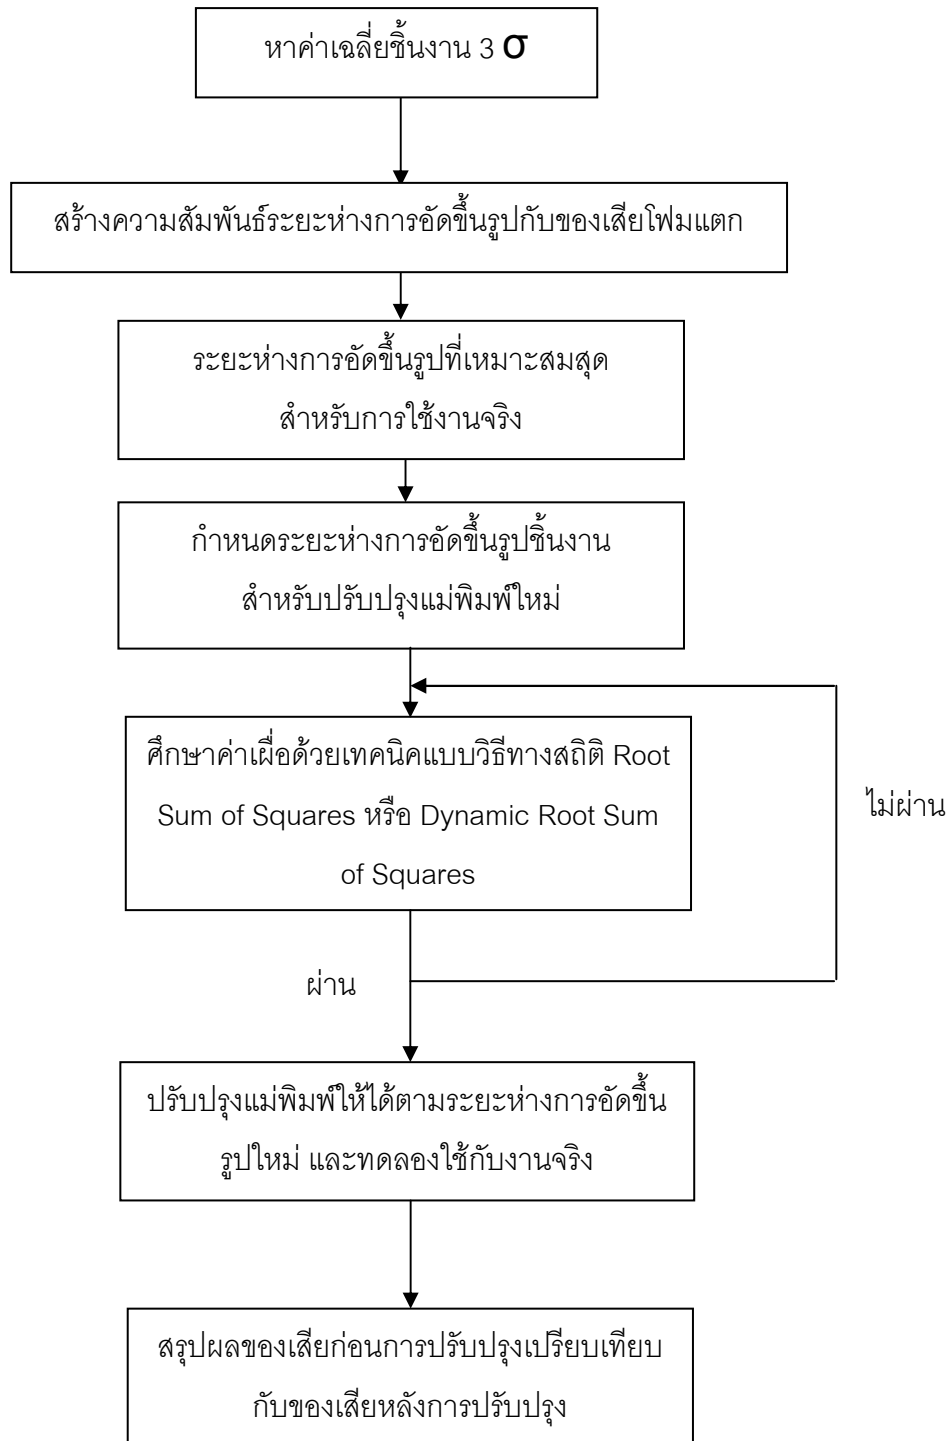 หาค่าเฉลี่ยชิ้นงาน 3 σ
สร้างความสัมพันธ์ระยะห่างการอัดขึ้นรูปกับของเสียโฟมแตก
ระยะห่างการอัดขึ้นรูปที่เหมาะสมสุด
สำหรับการใช้งานจริง
กำหนดระยะห่างการอัดขึ้นรูปชิ้นงาน
สำหรับปรับปรุงแม่พิมพ์ใหม่
ศึกษาค่าเผื่อด้วยเทคนิคแบบวิธีทางสถิติ Root
Sum of Squares หรือ Dynamic Root Sum
of Squares
ไม่ผ่าน
ผ่าน
ปรับปรุงแม่พิมพ์ให้ได้ตามระยะห่างการอัดขึ้น
รูปใหม่ และทดลองใช้กับงานจริง
สรุปผลของเสียก่อนการปรับปรุงเปรียบเทียบ
กับของเสียหลังการปรับปรุง